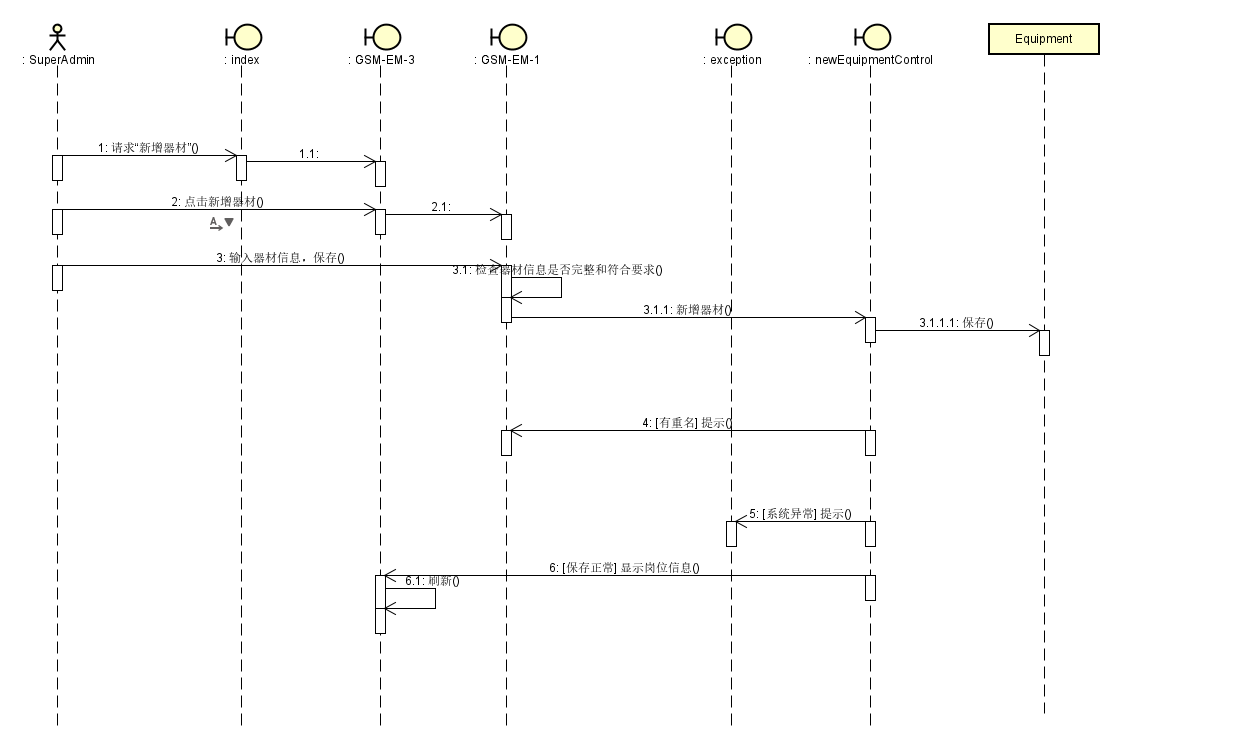 : SuperAdmin
: index
: GSM-EM-3
: GSM-EM-1
: exception
: newEquipmentControl
Equipment
1: 请求“新增器材”()
1.1:
2: 点击新增器材()
2.1:
A
3: 输入器材信息，保存()
3.1: 检查器材信息是否完整和符合要求()
3.1.1: 新增器材()
3.1.1.1: 保存()
4: [有重名] 提示()
5: [系统异常] 提示()
6: [保存正常] 显示岗位信息()
6.1: 刷新()